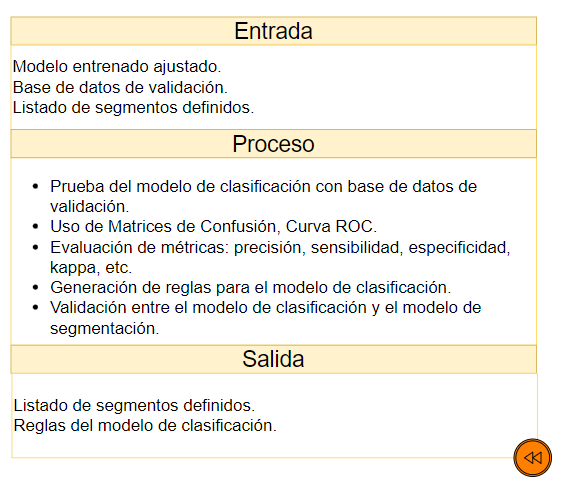 Entrada
Modelo entrenado ajustado.
Base de datos de validación.
Listado de segmentos definidos.
Proceso
• Prueba del modelo de clasificación con base de datos de
validación.
• Uso de Matrices de Confusión, Curva ROC.
• Evaluación de métricas: precisión, sensibilidad, especificidad,
kappa, etc.
• Generación de reglas para el modelo de clasificación.
• Validación entre el modelo de clasificación y el modelo de
segmentación.
Salida
Listado de segmentos definidos.
Reglas del modelo de clasificación.